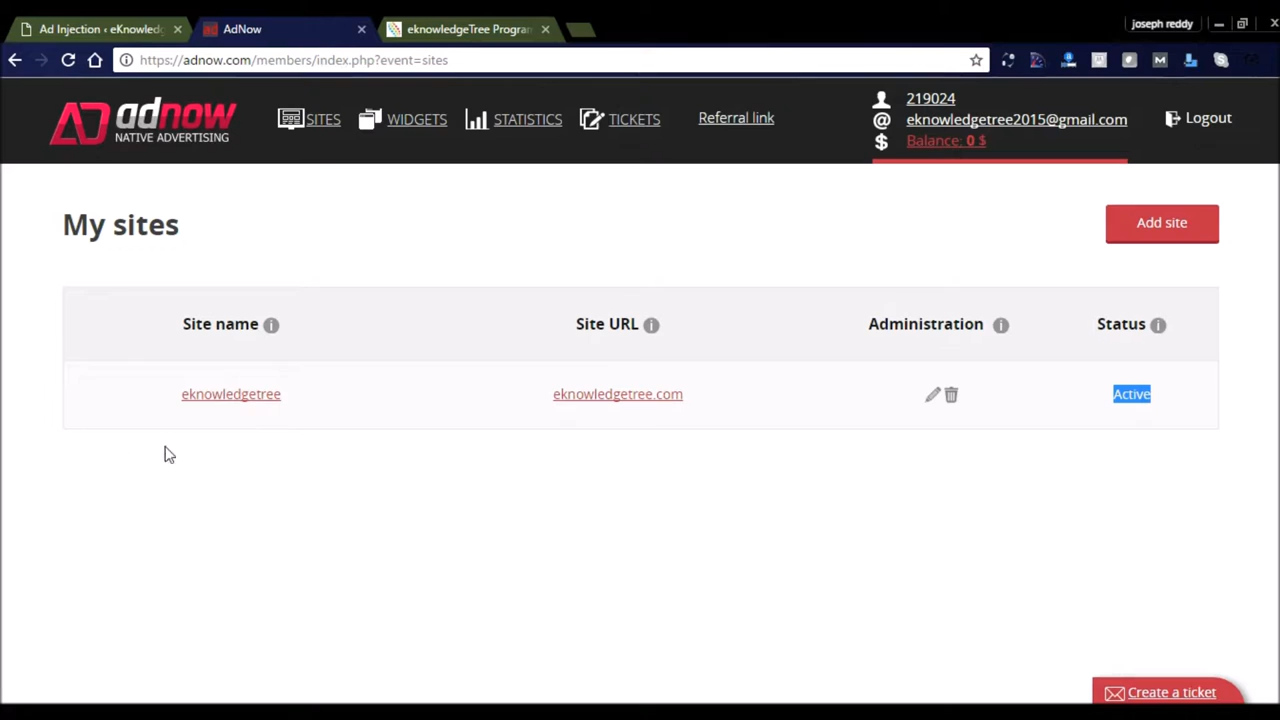 Ad Injection ‹ eKnowledg
AdNow
eknowledgeTree Program
joseph reddy
https://adnow.com/members/index.php?event=sites
adnow
NATIVE ADVERTISING
SITES
WIDGETS
STATISTICS
TICKETS
Referral link
219024
eknowledgetree2015@gmail.com
Balance: 0 $
Logout
My sites
Add site
Site name
Site URL
Administration
Status
eknowledgetree
eknowledgetree.com
Active
Create a ticket